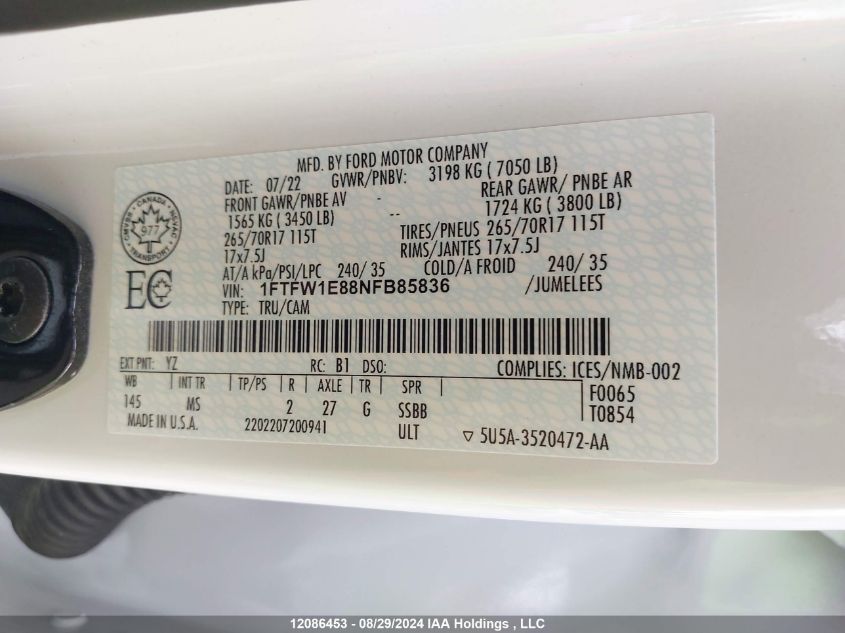 MFD. BY FORD MOTOR COMPANY
DATE: 07/22 GVWR/PNBV: 3198 KG ( 7050 LB)
FRONT GAWR/PNBE AV - REAR GAWR/ PNBE AR
1565 KG ( 3450 LB) -- 1724 KG ( 3800 LB)
265/70R17 115T TIRES/PNEUS 265/70R17 115T
17x7.5J RIMS/JANTES 17x7.5J
AT/A kPa/PSI/LPC 240/ 35 COLD/A FROID 240/ 35
VIN: 1FTFW1E88NFB85836 /JUMELEES
TYPE: TRU/CAM
CANADA
CMVSS NSVAC
977
TRANSPORT
EC
EXT PNT: YZ RC: B1 DSO: COMPLIES: ICES/NMB-002
WB INT TR TP/PS R AXLE TR SPR F0065
145 MS 2 27 G SSBB T0854
MADE IN U.S.A. 2202207200941 ULT ▽ 5U5A-3520472-AA
12086453 - 08/29/2024 IAA Holdings , LLC